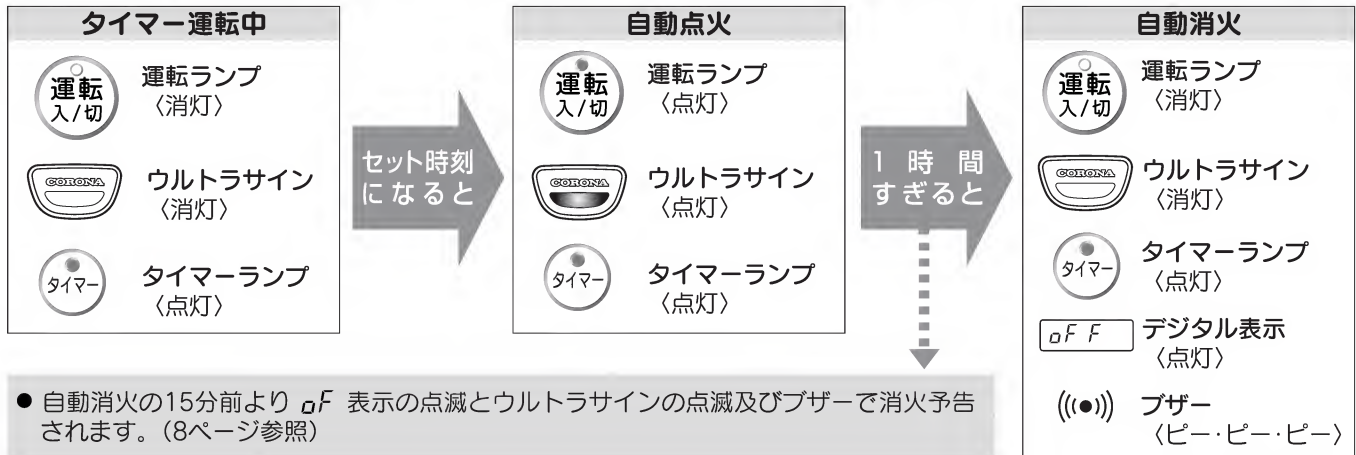 タイマー運転中
運転
入/切
運転ランプ
〈消灯〉
CORONA
ウルトラサイン
〈消灯〉
タイマー
タイマーランプ
〈点灯〉
セット時刻
になると
自動点火
運転
入/切
運転ランプ
〈点灯〉
CORONA
ウルトラサイン
〈点灯〉
タイマー
タイマーランプ
〈点灯〉
1時間
すぎると
自動消火
運転
入/切
運転ランプ
〈消灯〉
CORONA
ウルトラサイン
〈消灯〉
タイマー
タイマーランプ
〈点灯〉
oFF
デジタル表示
〈点灯〉
ブザー
〈ピー・ピー・ピー〉
● 自動消火の15分前より oF 表示の点滅とウルトラサインの点滅及びブザーで消火予告
されます。(8ページ参照)